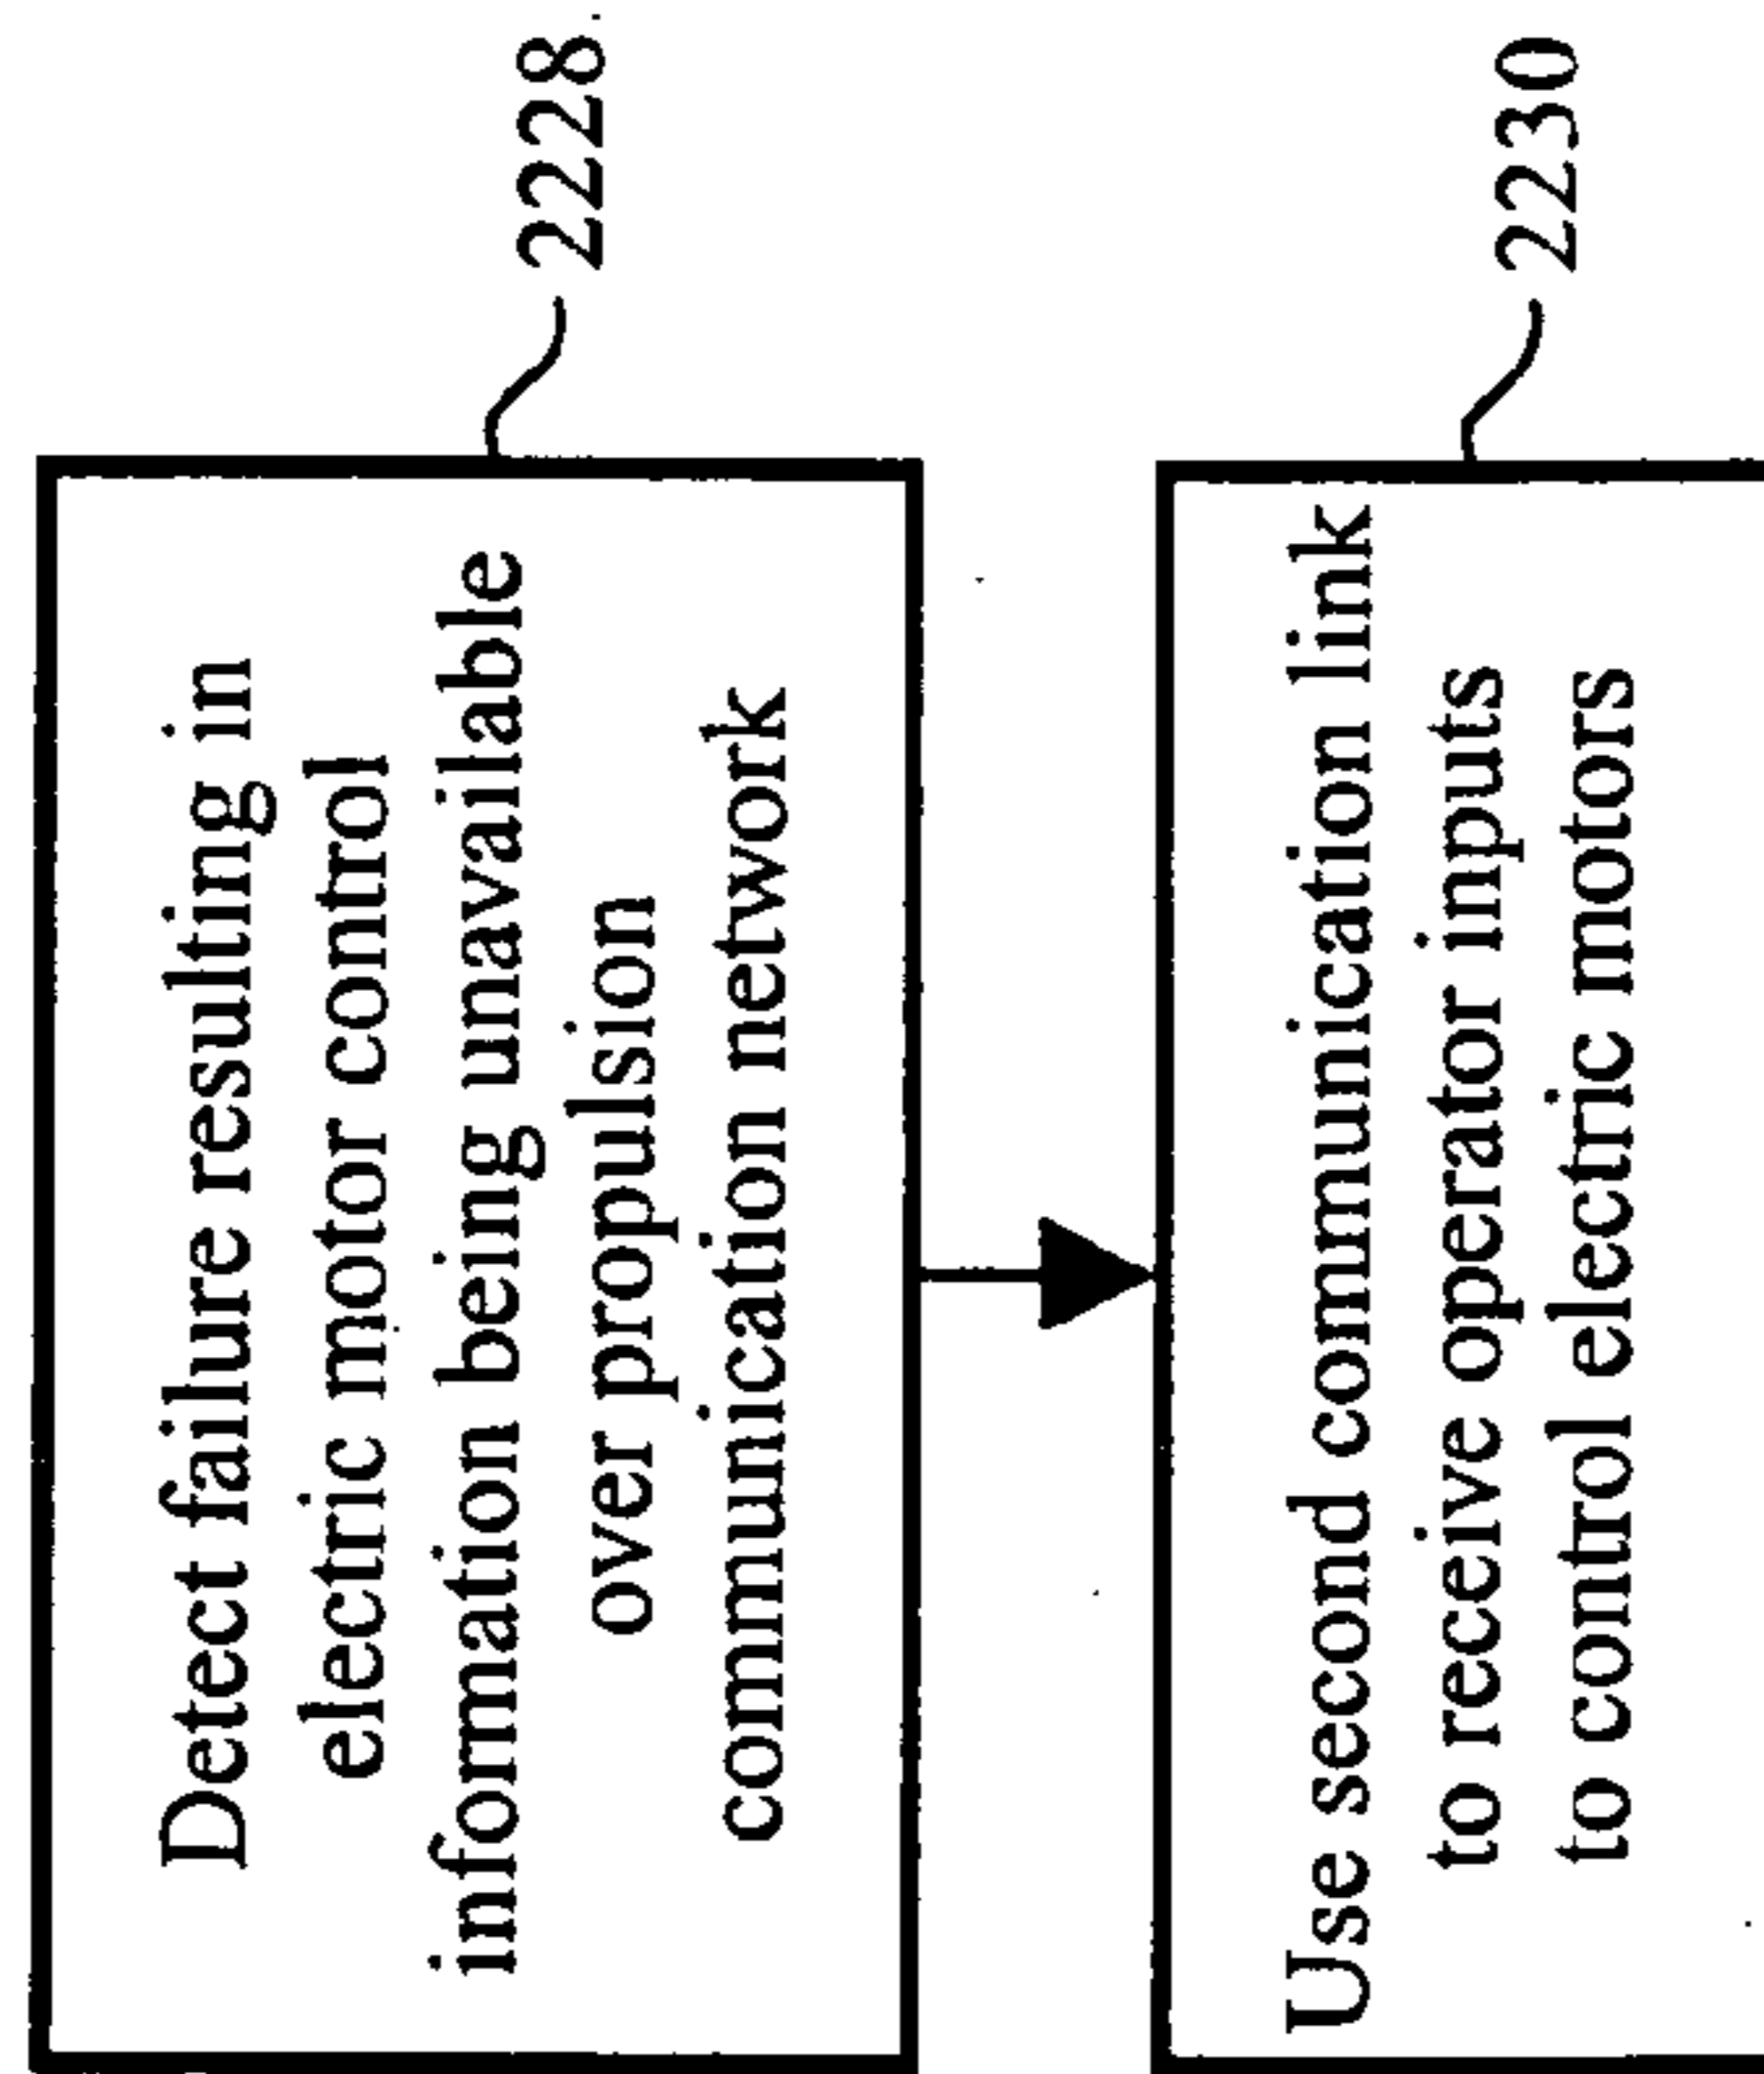 Detect failure resulting in
electric motor control
information being unavailable
over propulsion
communication network
2228
Use second communication link
to receive operator inputs
to control electric motors
2230